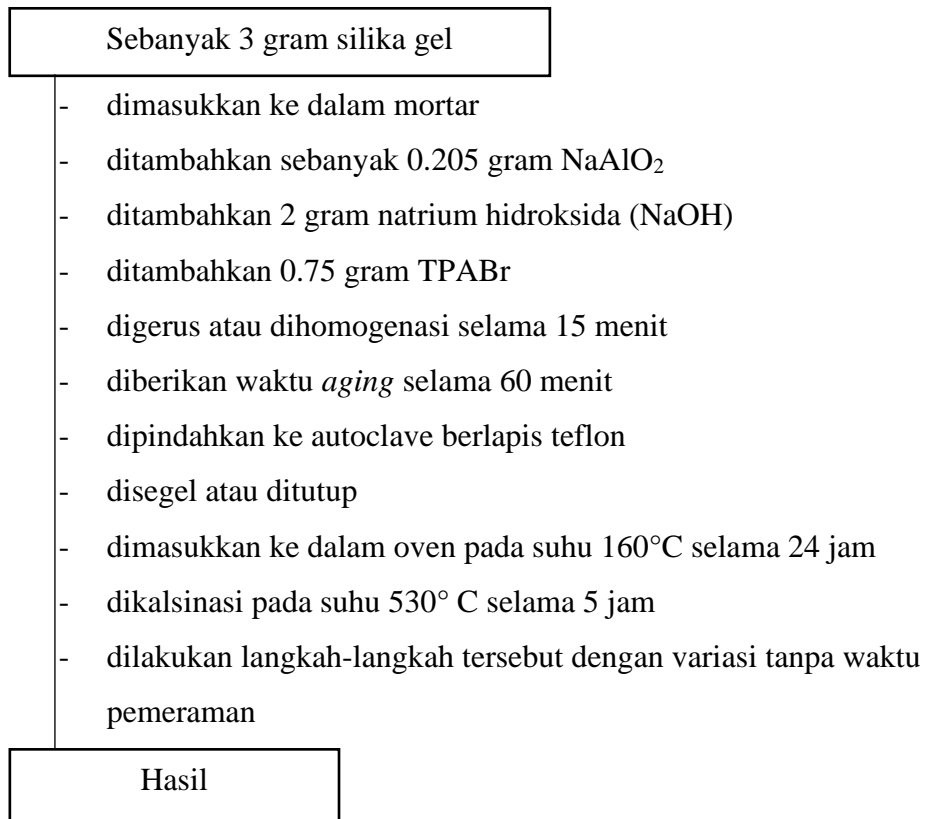 Sebanyak 3 gram silika gel
- dimasukkan ke dalam mortar
- ditambahkan sebanyak 0.205 gram NaAlO₂
- ditambahkan 2 gram natrium hidroksida (NaOH)
- ditambahkan 0.75 gram TPABr
- digerus atau dihomogenasi selama 15 menit
- diberikan waktu aging selama 60 menit
- dipindahkan ke autoclave berlapis teflon
- disegel atau ditutup
- dimasukkan ke dalam oven pada suhu 160°C selama 24 jam
- dikalsinasi pada suhu 530° C selama 5 jam
- dilakukan langkah-langkah tersebut dengan variasi tanpa waktu
pemeraman
Hasil